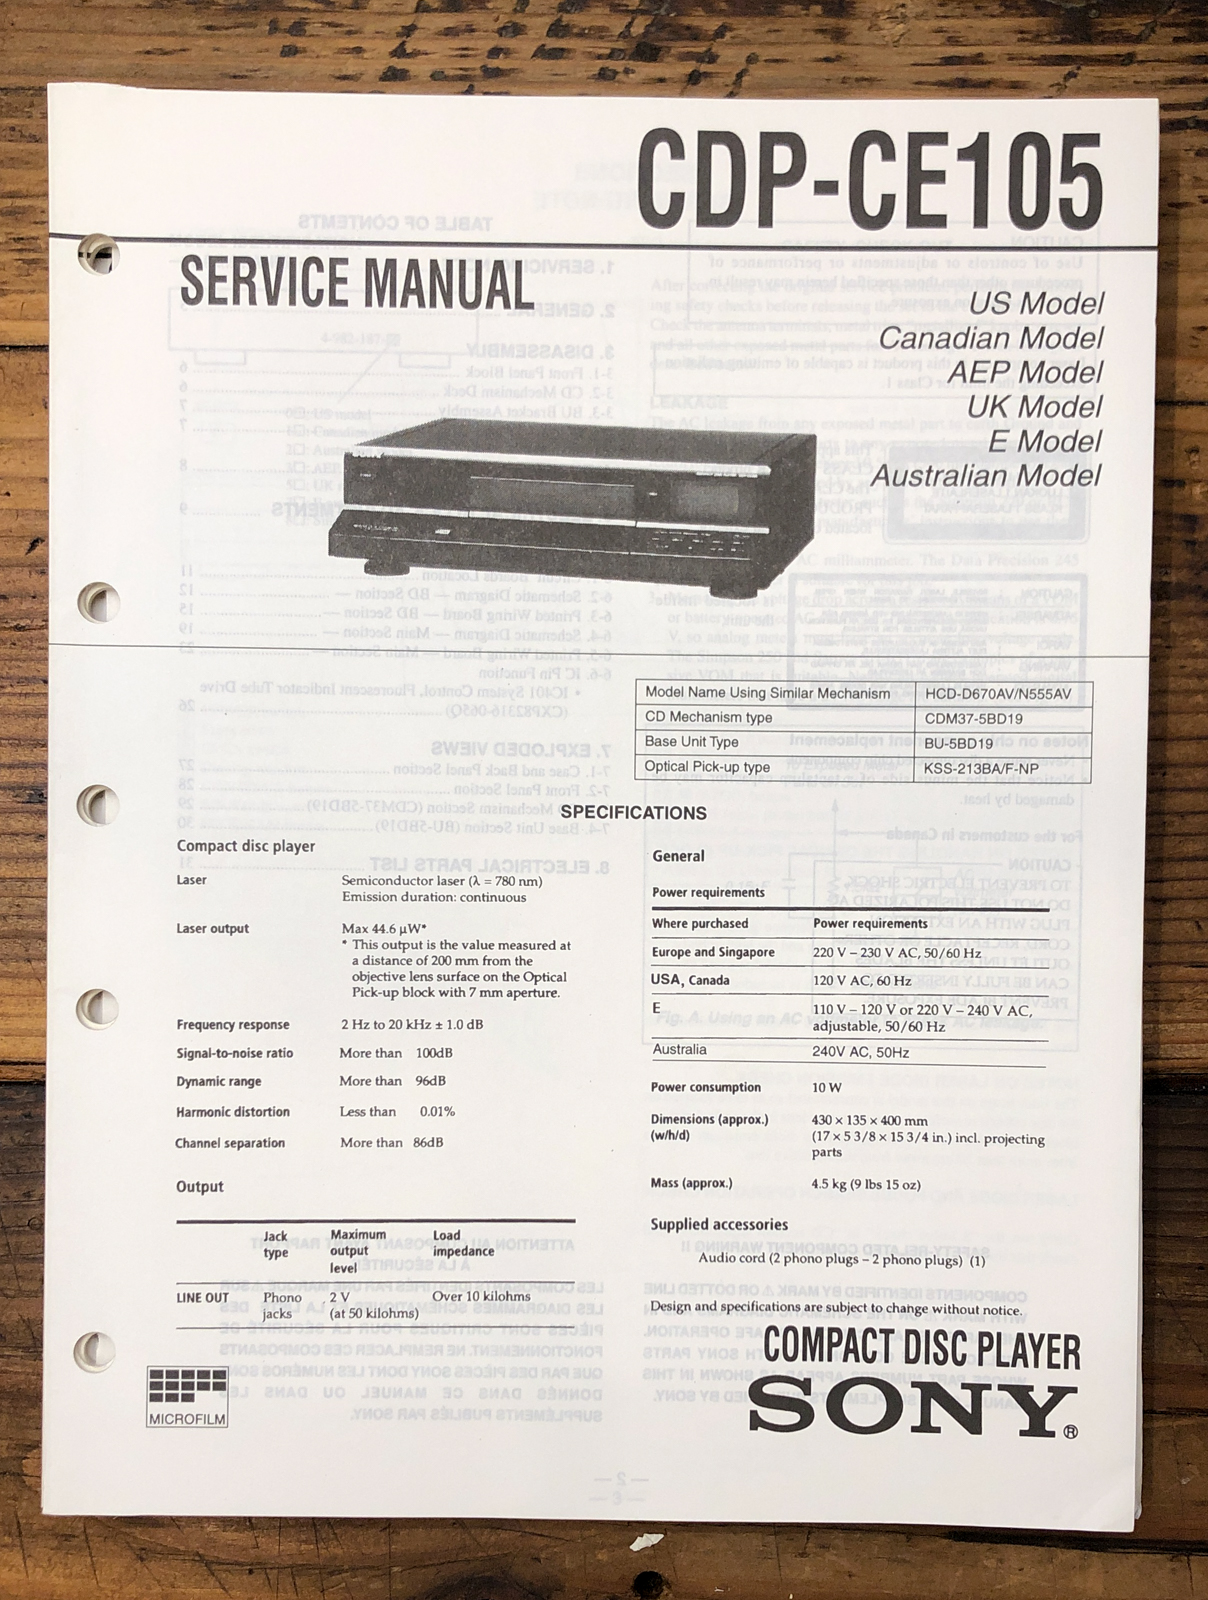 CDP-CE105
SERVICE MANUAL
US Model
Canadian Model
AEP Model
UK Model
E Model
Australian Model
Model Name Using Similar Mechanism HCD-D670AV/N555AV
CD Mechanism type CDM37-5BD19
Base Unit Type BU-5BD19
Optical Pick-up type KSS-213BA/F-NP
SPECIFICATIONS
Compact disc player
Laser Semiconductor laser (λ = 780 nm)
Emission duration: continuous
Laser output Max 44.6 μW*
* This output is the value measured at
a distance of 200 mm from the
objective lens surface on the Optical
Pick-up block with 7 mm aperture.
Frequency response 2 Hz to 20 kHz ± 1.0 dB
Signal-to-noise ratio More than 100dB
Dynamic range More than 96dB
Harmonic distortion Less than 0.01%
Channel separation More than 86dB
Output
Jack type Maximum output level Load impedance
LINE OUT Phono jacks 2 V (at 50 kilohms) Over 10 kilohms
General
Power requirements
Where purchased Power requirements
Europe and Singapore 220 V – 230 V AC, 50/60 Hz
USA, Canada 120 V AC, 60 Hz
E 110 V – 120 V or 220 V – 240 V AC,
adjustable, 50/60 Hz
Australia 240V AC, 50Hz
Power consumption 10 W
Dimensions (approx.) 430 × 135 × 400 mm
(w/h/d) (17 × 5 3/8 × 15 3/4 in.) incl. projecting
parts
Mass (approx.) 4.5 kg (9 lbs 15 oz)
Supplied accessories
Audio cord (2 phono plugs – 2 phono plugs) (1)
Design and specifications are subject to change without notice.
COMPACT DISC PLAYER
SONY®
MICROFILM